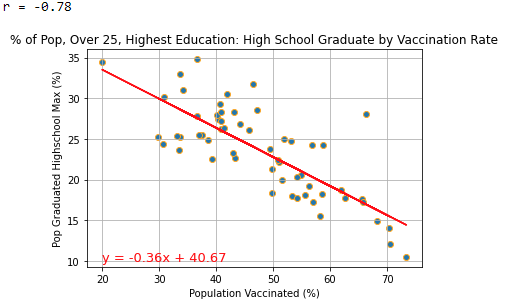 r = -0.78
% of Pop, Over 25, Highest Education: High School Graduate by Vaccination Rate
Pop Graduated Highschool Max (%)
35
30
25
20
15
10
y = -0.36x + 40.67
20 30 40 50 60 70
Population Vaccinated (%)